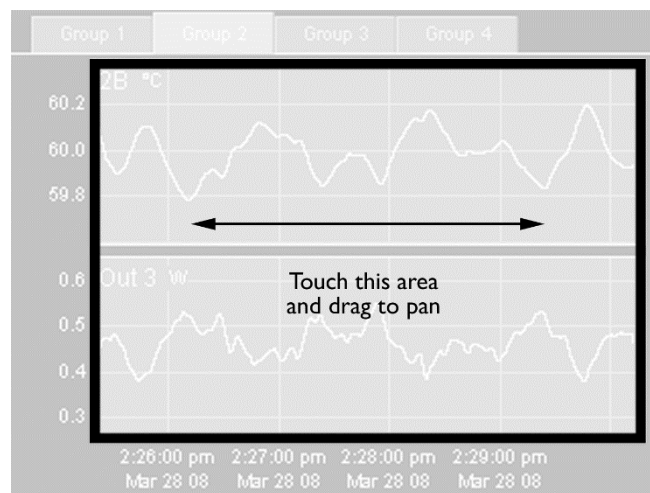 Group 1 Group 2 Group 3 Group 4
2B °C
60.2
60.0
59.8
Out 3 W
Touch this area
and drag to pan
0.6
0.5
0.4
0.3
2:26:00 pm 2:27:00 pm 2:28:00 pm 2:29:00 pm
Mar 28 08 Mar 28 08 Mar 28 08 Mar 28 08